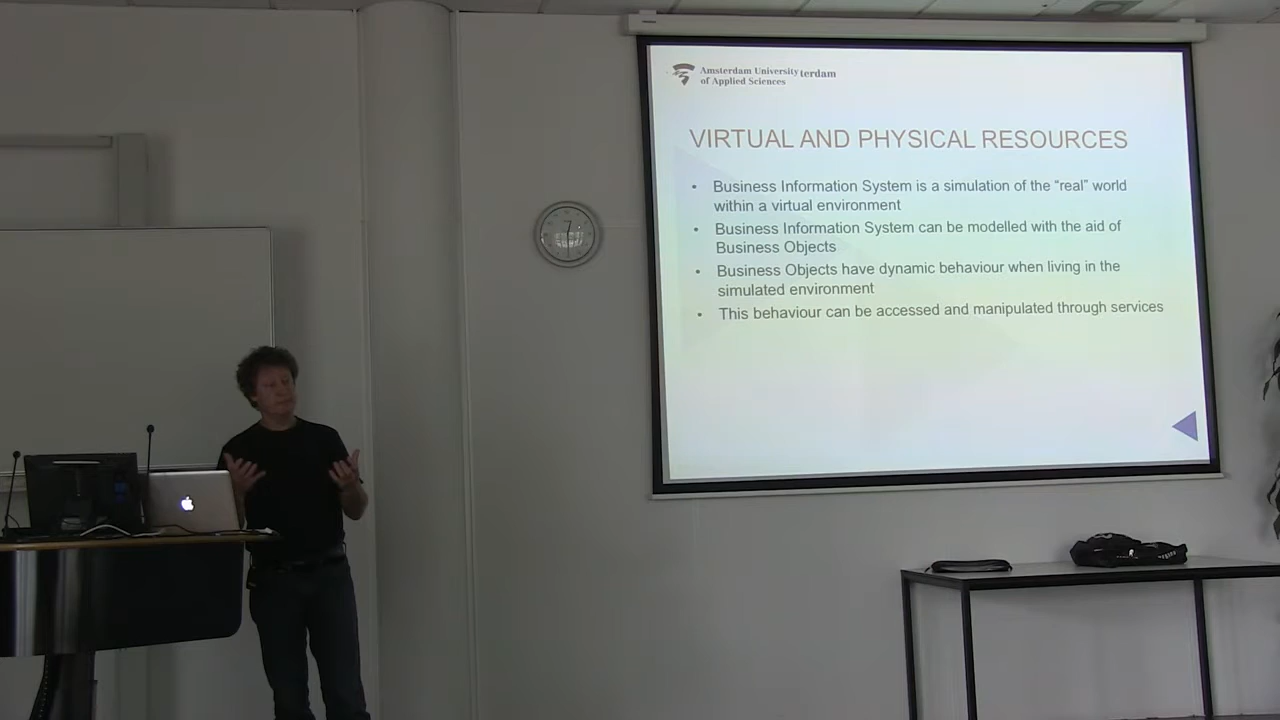 Amsterdam University terdam
of Applied Sciences
VIRTUAL AND PHYSICAL RESOURCES
• Business Information System is a simulation of the “real” world
within a virtual environment
• Business Information System can be modelled with the aid of
Business Objects
• Business Objects have dynamic behaviour when living in the
simulated environment
• This behaviour can be accessed and manipulated through services